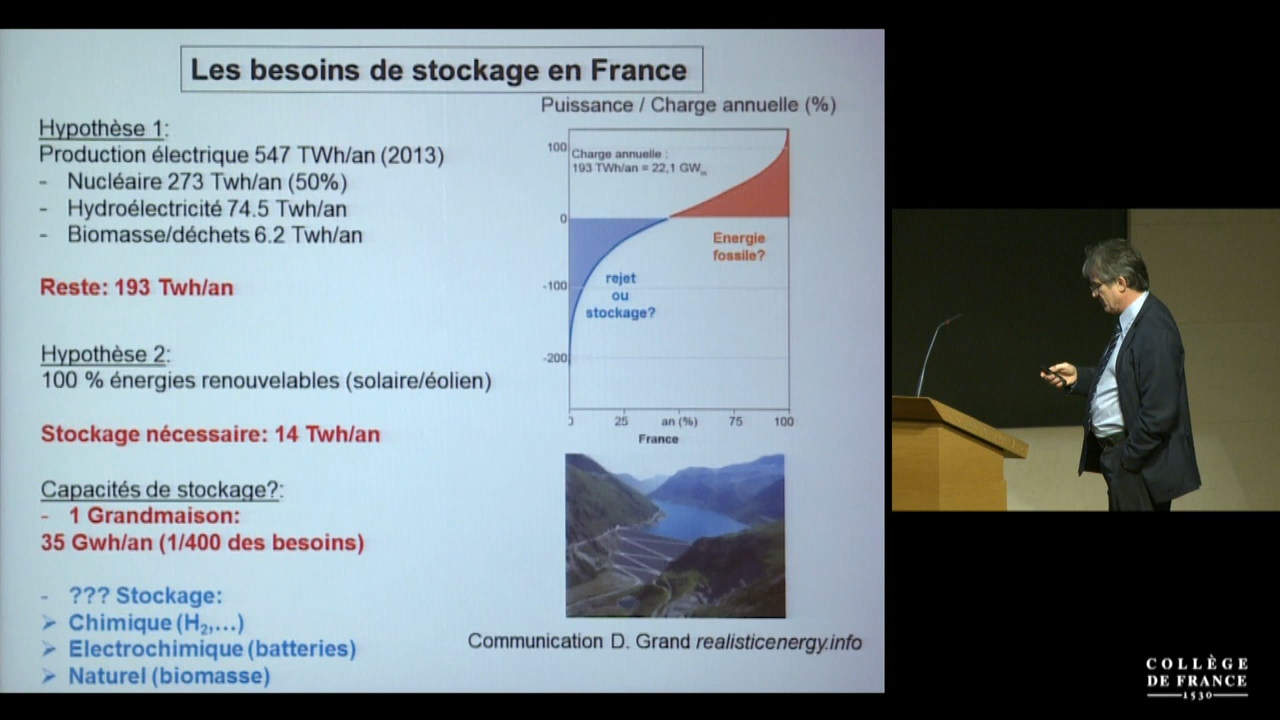 Les besoins de stockage en France
Hypothèse 1:
Production électrique 547 TWh/an (2013)
- Nucléaire 273 Twh/an (50%)
- Hydroélectricité 74.5 Twh/an
- Biomasse/déchets 6.2 Twh/an
Reste: 193 Twh/an
Hypothèse 2:
100 % énergies renouvelables (solaire/éolien)
Stockage nécessaire: 14 Twh/an
Capacités de stockage?:
- 1 Grandmaison:
35 Gwh/an (1/400 des besoins)
- ??? Stockage:
Chimique (H2,…)
Electrochimique (batteries)
Naturel (biomasse)
Puissance / Charge annuelle (%)
100
Charge annuelle :
193 TWh/an = 22,1 GWm
0
Energie
fossile?
rejet
ou
stockage?
-100
-200
0 25 an (%) 75 100
France
Communication D. Grand realisticenergy.info
COLLÈGE
DE FRANCE
1530